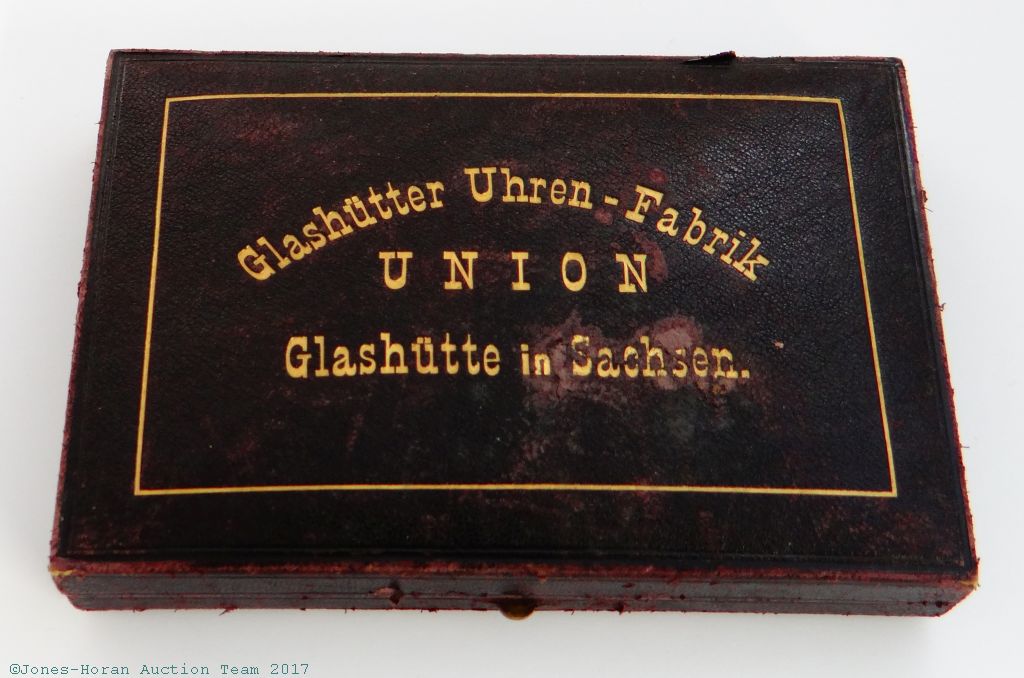 Glashütter Uhren-Fabrik
UNION
Glashütte in Sachsen.
©Jones-Horan Auction Team 2017